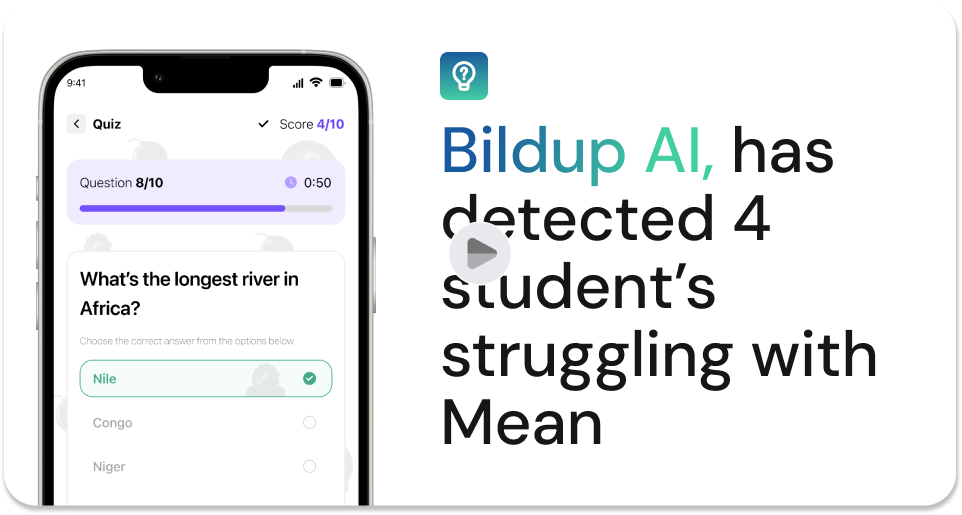 9:41
Quiz
Score 4/10
Question 8/10
0:50
What's the longest river in
Africa?
Choose the correct answer from the options below
Nile
Congo
Niger
Bildup AI, has
detected 4
student’s
struggling with
Mean